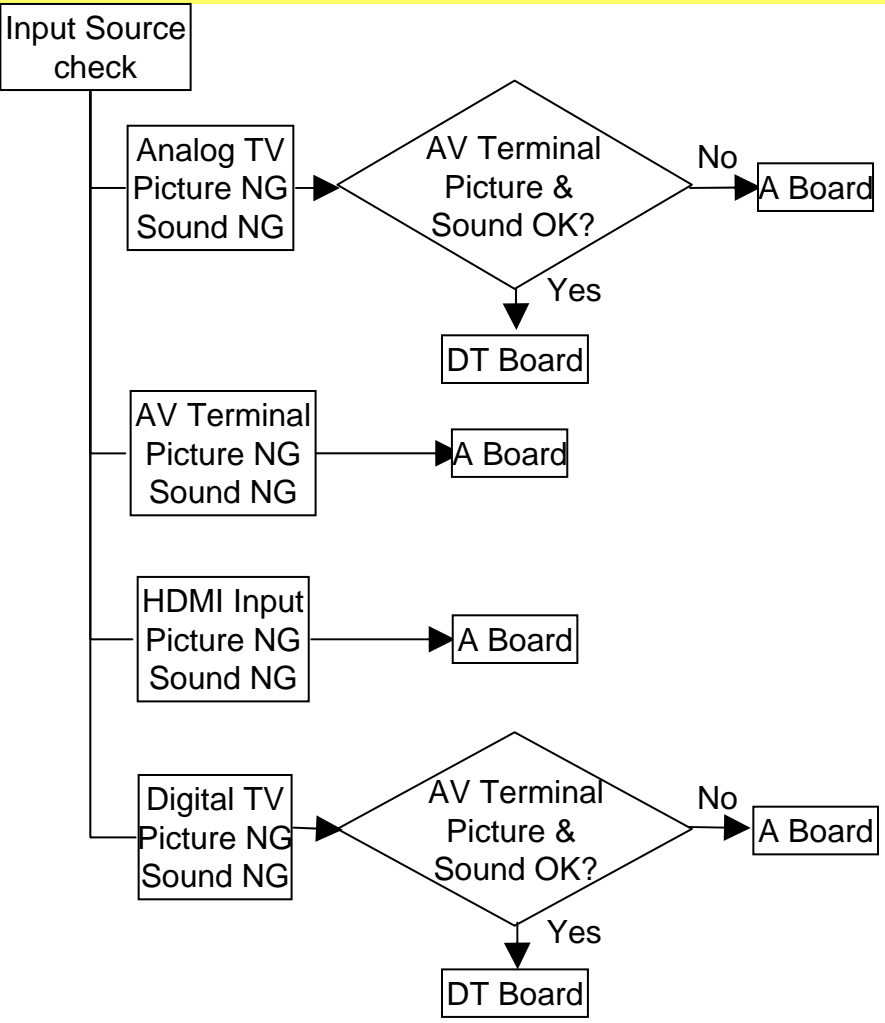 Input Source
check
Analog TV
Picture NG
Sound NG
AV Terminal
Picture &
Sound OK?
No
A Board
Yes
DT Board
AV Terminal
Picture NG
Sound NG
A Board
HDMI Input
Picture NG
Sound NG
A Board
Digital TV
Picture NG
Sound NG
AV Terminal
Picture &
Sound OK?
No
A Board
Yes
DT Board